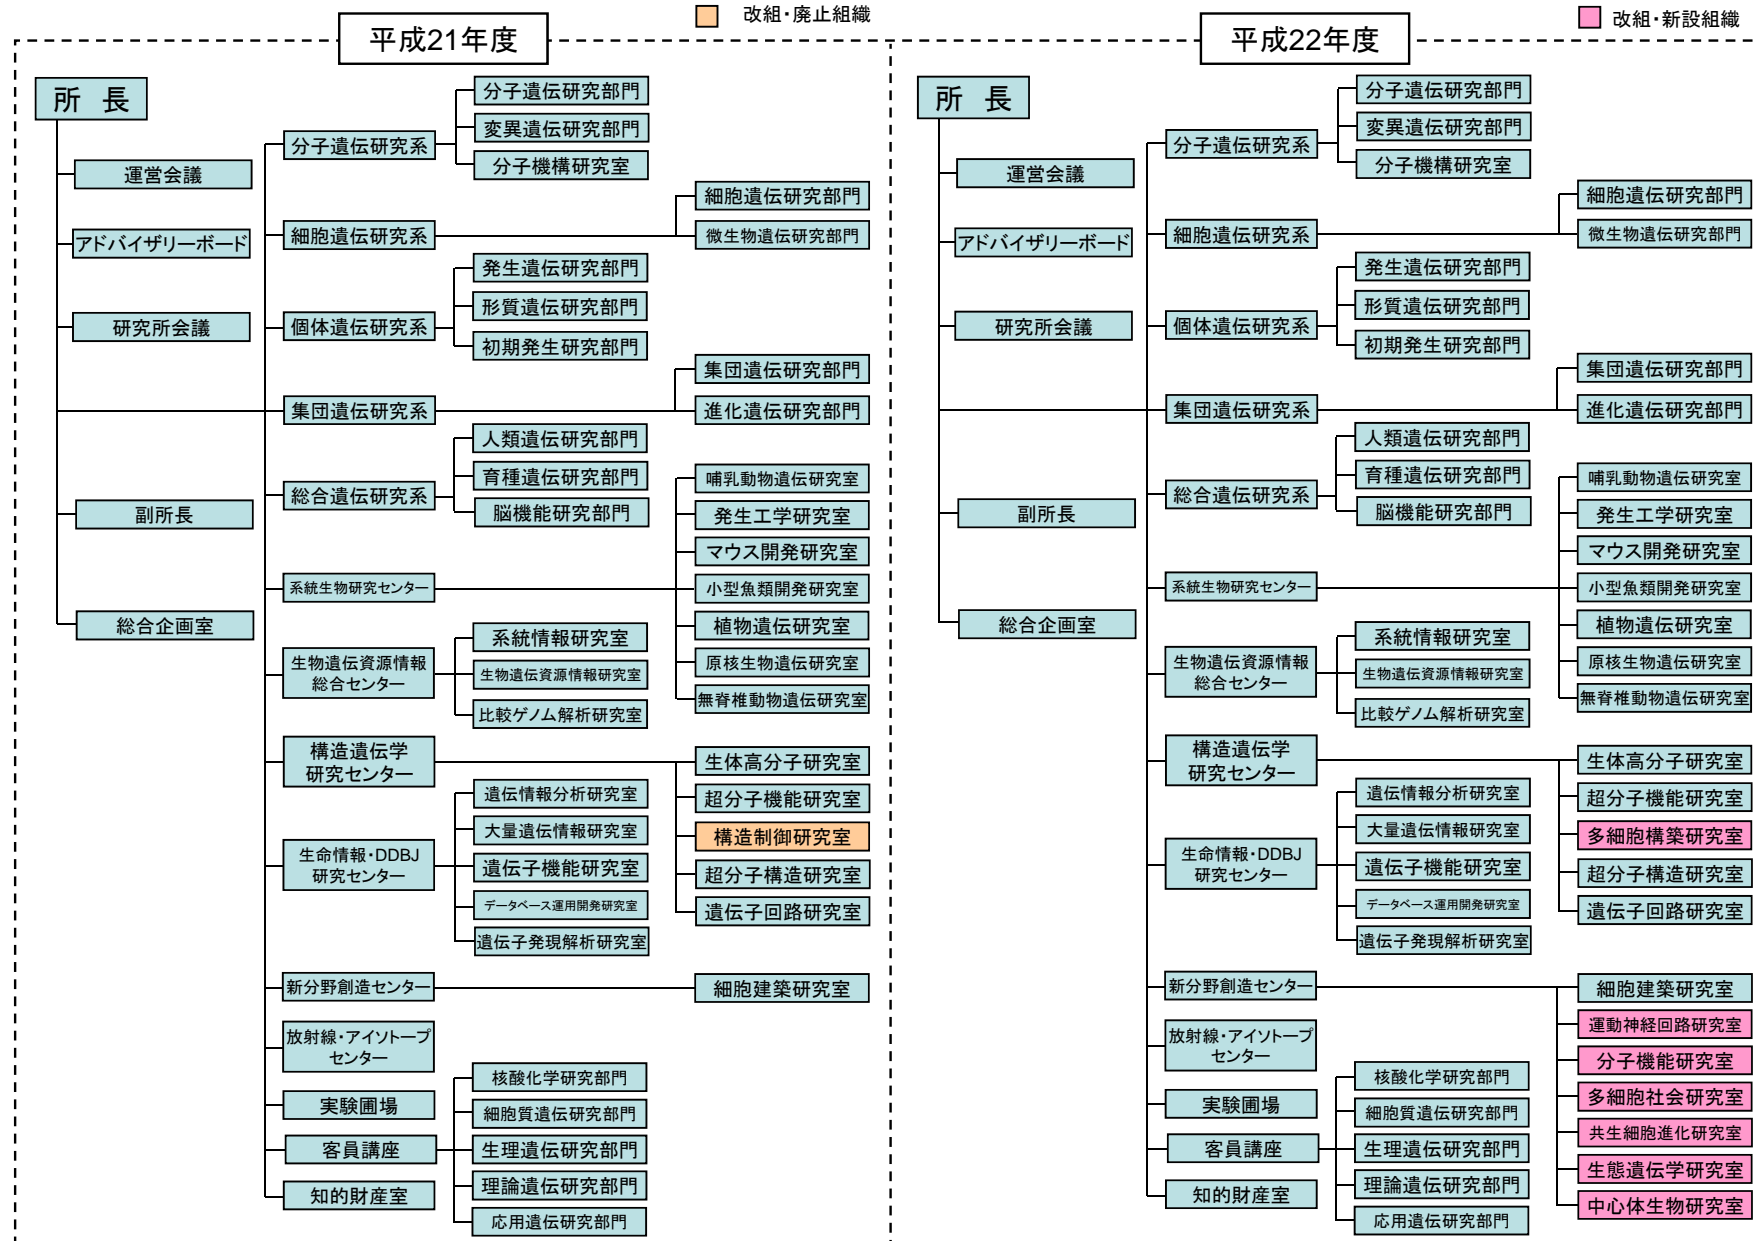 改組・廃止組織
平成21年度
所 長
運営会議
アドバイザリーボード
研究所会議
副所長
総合企画室
分子遺伝研究系
分子遺伝研究部門
変異遺伝研究部門
分子機構研究室
細胞遺伝研究系
細胞遺伝研究部門
微生物遺伝研究部門
個体遺伝研究系
発生遺伝研究部門
形質遺伝研究部門
初期発生研究部門
集団遺伝研究系
集団遺伝研究部門
進化遺伝研究部門
総合遺伝研究系
人類遺伝研究部門
育種遺伝研究部門
脳機能研究部門
系統生物研究センター
哺乳動物遺伝研究室
発生工学研究室
マウス開発研究室
小型魚類開発研究室
植物遺伝研究室
原核生物遺伝研究室
無脊椎動物遺伝研究室
生物遺伝資源情報
総合センター
系統情報研究室
生物遺伝資源情報研究室
比較ゲノム解析研究室
構造遺伝学
研究センター
生体高分子研究室
超分子機能研究室
構造制御研究室
超分子構造研究室
遺伝子回路研究室
生命情報・DDBJ
研究センター
遺伝情報分析研究室
大量遺伝情報研究室
遺伝子機能研究室
データベース運用開発研究室
遺伝子発現解析研究室
新分野創造センター
細胞建築研究室
放射線・アイソトープ
センター
実験圃場
客員講座
核酸化学研究部門
細胞質遺伝研究部門
生理遺伝研究部門
理論遺伝研究部門
応用遺伝研究部門
知的財産室
改組・新設組織
平成22年度
所 長
運営会議
アドバイザリーボード
研究所会議
副所長
総合企画室
分子遺伝研究系
分子遺伝研究部門
変異遺伝研究部門
分子機構研究室
細胞遺伝研究系
細胞遺伝研究部門
微生物遺伝研究部門
個体遺伝研究系
発生遺伝研究部門
形質遺伝研究部門
初期発生研究部門
集団遺伝研究系
集団遺伝研究部門
進化遺伝研究部門
総合遺伝研究系
人類遺伝研究部門
育種遺伝研究部門
脳機能研究部門
系統生物研究センター
哺乳動物遺伝研究室
発生工学研究室
マウス開発研究室
小型魚類開発研究室
植物遺伝研究室
原核生物遺伝研究室
無脊椎動物遺伝研究室
生物遺伝資源情報
総合センター
系統情報研究室
生物遺伝資源情報研究室
比較ゲノム解析研究室
構造遺伝学
研究センター
生体高分子研究室
超分子機能研究室
多細胞構築研究室
超分子構造研究室
遺伝子回路研究室
生命情報・DDBJ
研究センター
遺伝情報分析研究室
大量遺伝情報研究室
遺伝子機能研究室
データベース運用開発研究室
遺伝子発現解析研究室
新分野創造センター
細胞建築研究室
運動神経回路研究室
分子機能研究室
多細胞社会研究室
共生細胞進化研究室
生態遺伝学研究室
中心体生物研究室
放射線・アイソトープ
センター
実験圃場
客員講座
核酸化学研究部門
細胞質遺伝研究部門
生理遺伝研究部門
理論遺伝研究部門
応用遺伝研究部門
知的財産室